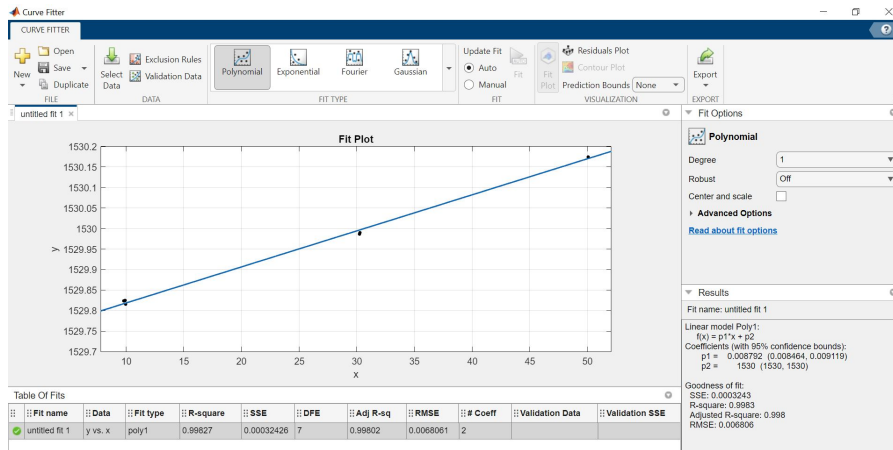 Curve Fitter
CURVE FITTER
New
Open
Save
Duplicate
FILE
Select Data
Exclusion Rules
Validation Data
DATA
Polynomial
Exponential
Fourier
Gaussian
FIT TYPE
Update Fit
Auto
Manual
Fit
FIT
Fit Plot
Residuals Plot
Contour Plot
Prediction Bounds None
VISUALIZATION
Export
EXPORT
untitled fit 1 ×
Fit Plot
1530.2
1530.15
1530.1
1530.05
1530
1529.95
1529.9
1529.85
1529.8
1529.75
1529.7
y
10 15 20 25 30 35 40 45 50
x
Fit Options
Polynomial
Degree 1
Robust Off
Center and scale
Advanced Options
Read about fit options
Results
Fit name: untitled fit 1
Linear model Poly1:
f(x) = p1*x + p2
Coefficients (with 95% confidence bounds):
p1 = 0.008792 (0.008464, 0.009119)
p2 = 1530 (1530, 1530)
Goodness of fit:
SSE: 0.0003243
R-square: 0.9983
Adjusted R-square: 0.998
RMSE: 0.006806
Table Of Fits
Fit name Data Fit type R-square SSE DFE Adj R-sq RMSE # Coeff Validation Data Validation SSE
untitled fit 1 y vs. x poly1 0.99827 0.00032426 7 0.99802 0.0068061 2